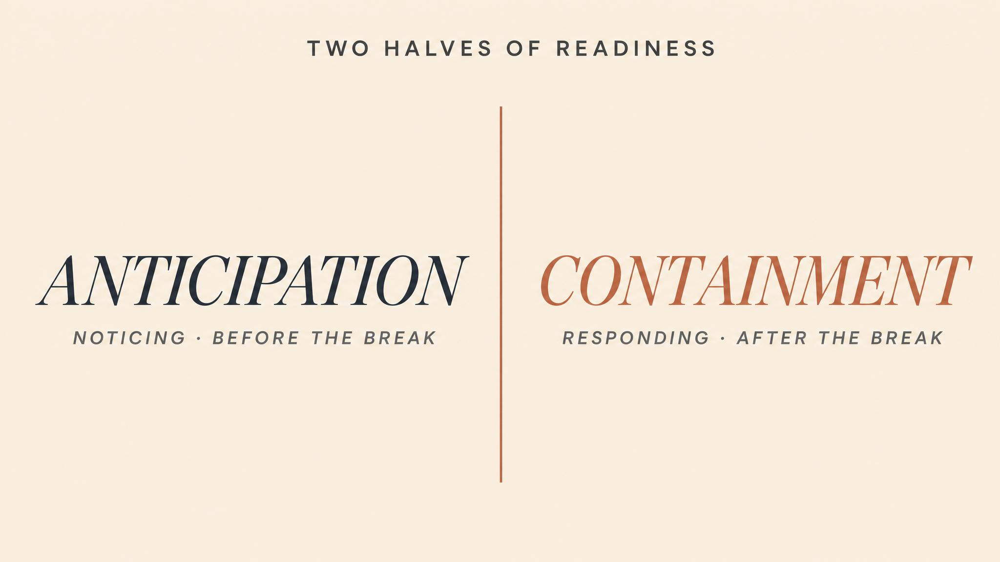 TWO HALVES OF READINESS
ANTICIPATION
NOTICING · BEFORE THE BREAK
CONTAINMENT
RESPONDING · AFTER THE BREAK